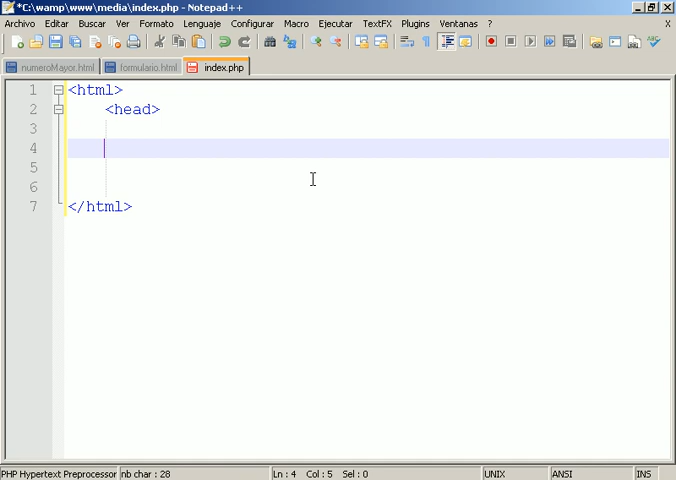 *C:\wamp\www\media\index.php - Notepad++
Archivo Editar Buscar Ver Formato Lenguaje Configurar Macro Ejecutar TextFX Plugins Ventanas ? X
numeroMayor.html formulario.html index.php
1 <html>
2 <head>
3
4
5
6
7 </html>
PHP Hypertext Preprocessor nb char : 28 Ln : 4 Col : 5 Sel : 0 UNIX ANSI INS